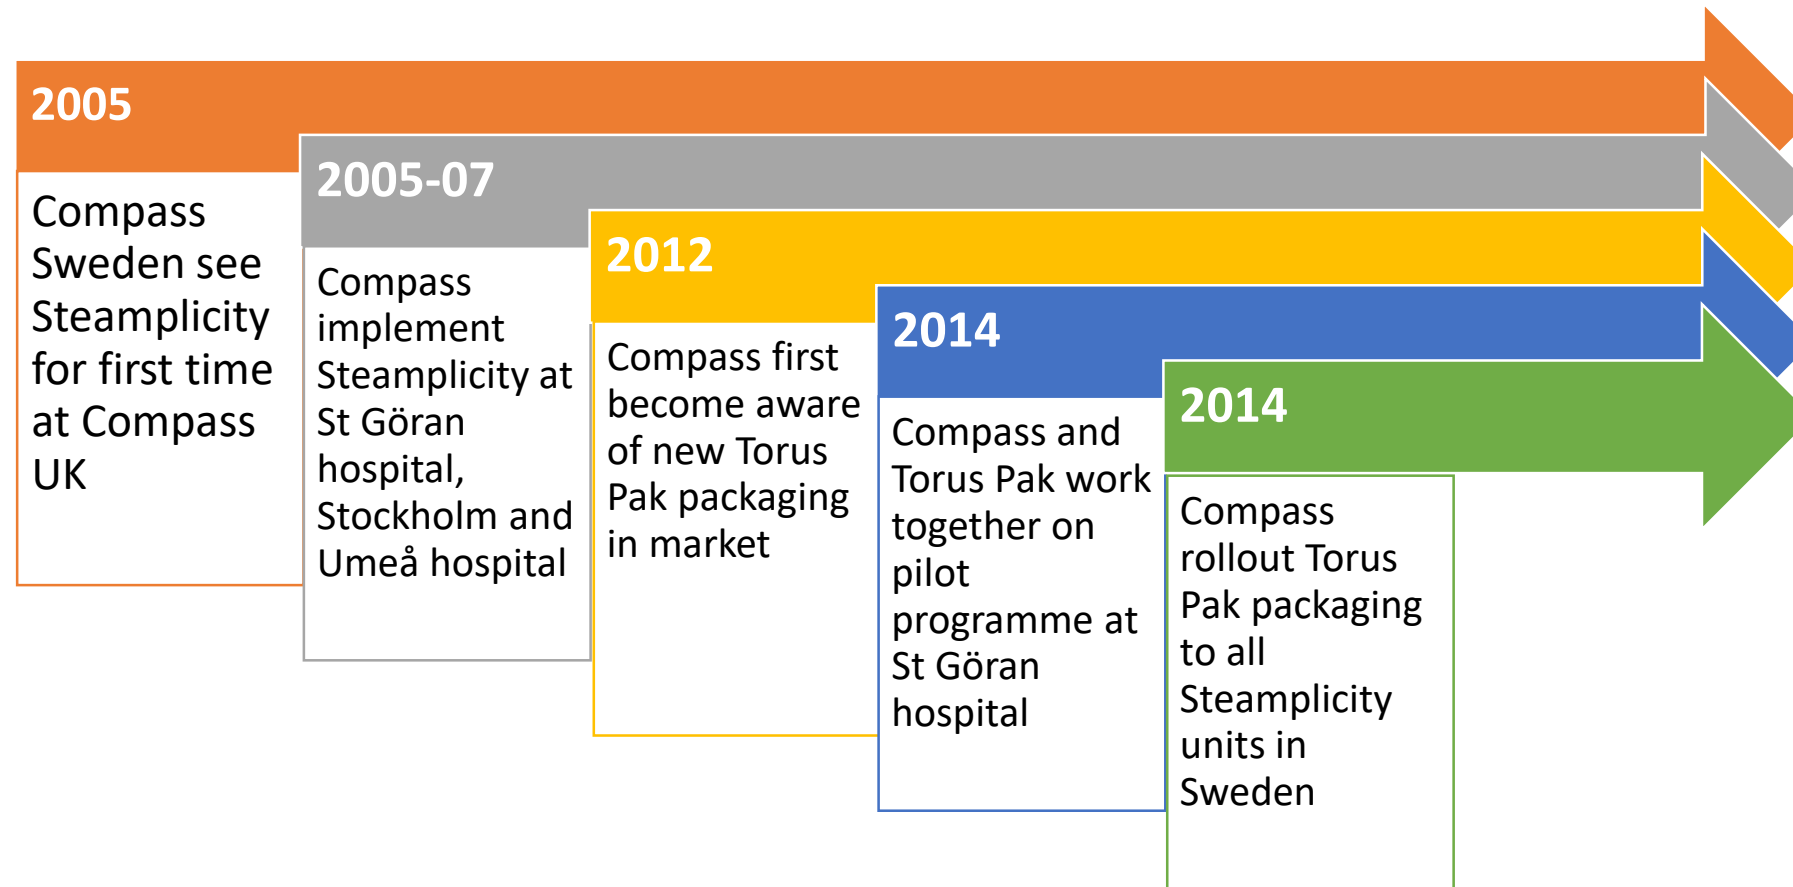 2005
Compass
Sweden see
Steamplicity
for first time
at Compass
UK
2005-07
Compass
implement
Steamplicity at
St Göran
hospital,
Stockholm and
Umeå hospital
2012
Compass first
become aware
of new Torus
Pak packaging
in market
2014
Compass and
Torus Pak work
together on
pilot
programme at
St Göran
hospital
2014
Compass
rollout Torus
Pak packaging
to all
Steamplicity
units in
Sweden